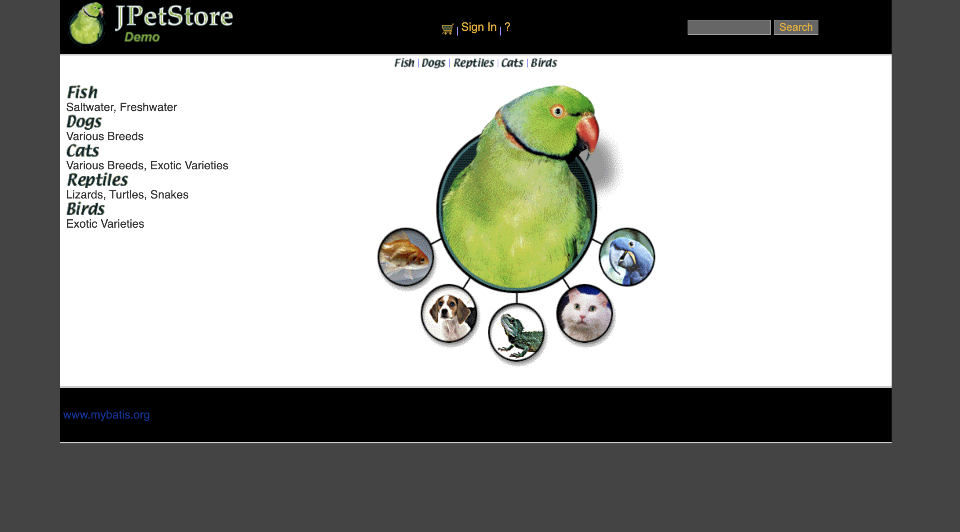 JPetStore
Demo
Sign In | ?
Search
Fish | Dogs | Reptiles | Cats | Birds
Fish
Saltwater, Freshwater
Dogs
Various Breeds
Cats
Various Breeds, Exotic Varieties
Reptiles
Lizards, Turtles, Snakes
Birds
Exotic Varieties
www.mybatis.org